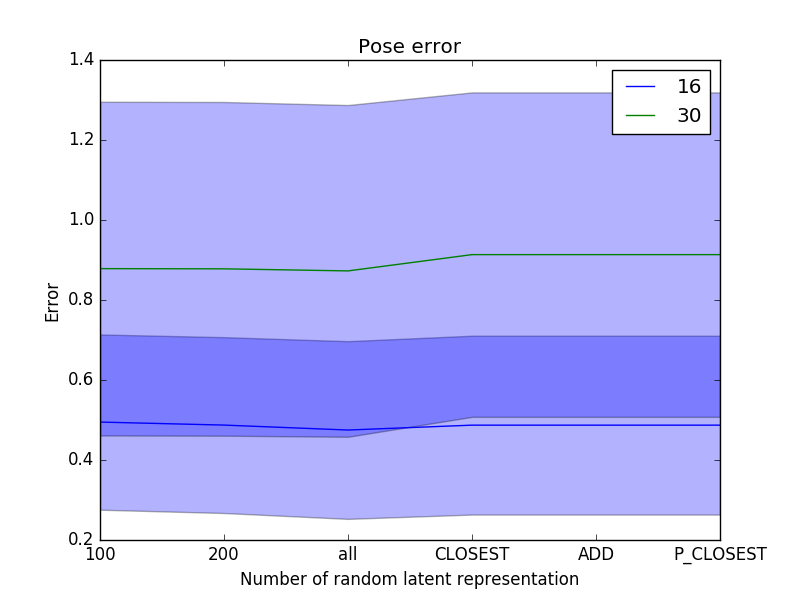 Pose error
16
30
1.4
1.2
1.0
0.8
0.6
0.4
0.2
Error
100 200 all CLOSEST ADD P_CLOSEST
Number of random latent representation